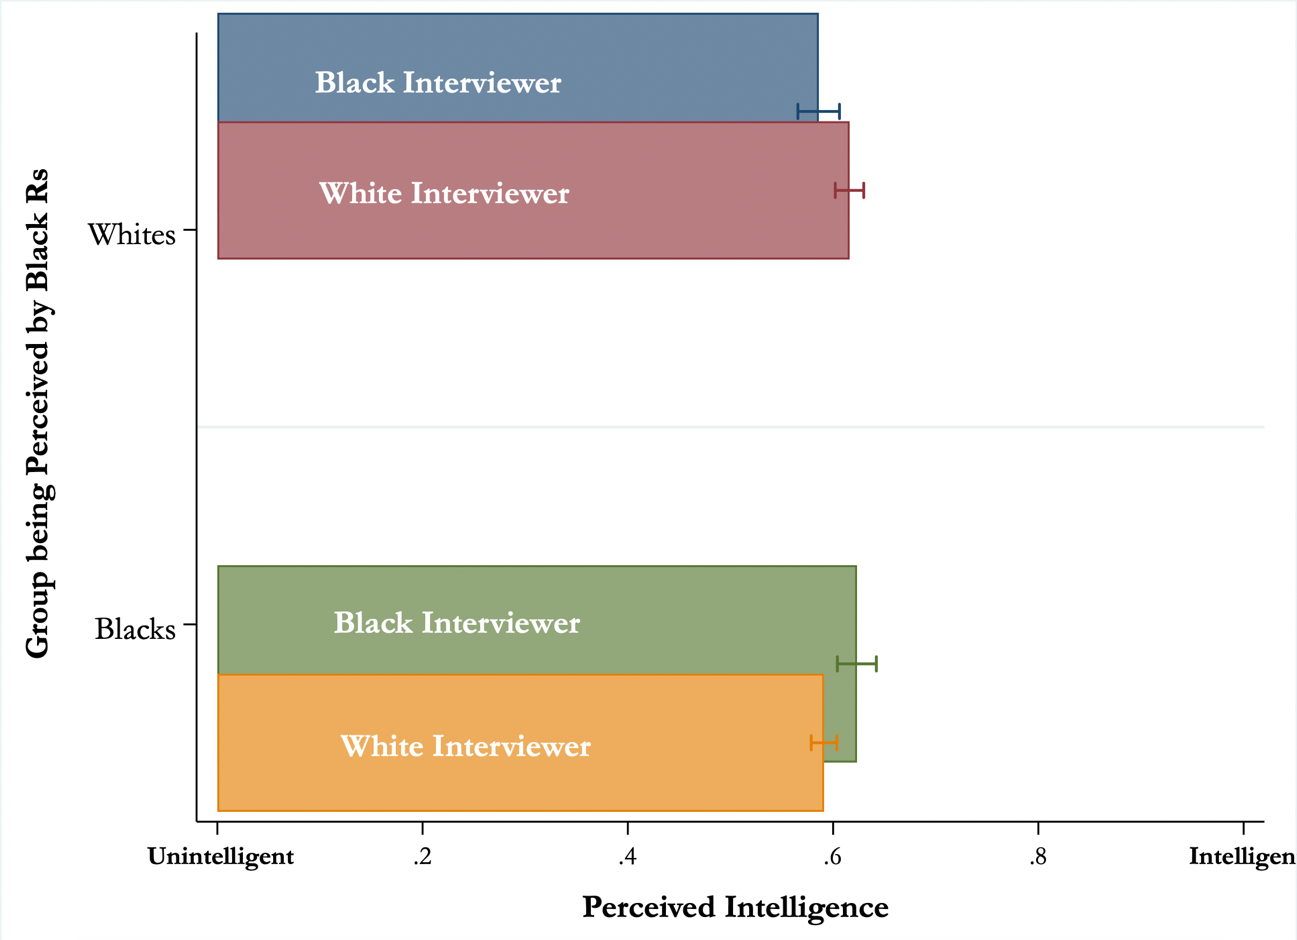 Group being Perceived by Black Rs
Black Interviewer
White Interviewer
Whites
Black Interviewer
Blacks
White Interviewer
Unintelligent .2 .4 .6 .8 Intelligen
Perceived Intelligence